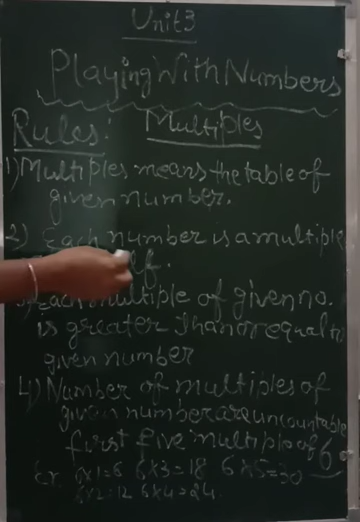 Unit 3
Playing With Numbers
Rules: Multiples
1) Multiples means the table of
given number.
2) Each number is a multiple
lf.
3) Each multiple of given no.
is greater than or equal to
given number
4) Number of multiples of
given number are uncountable
first five multiple of 6
Ex. 6x1=6 6x3=18 6x5=30
6x2=12 6x4=24